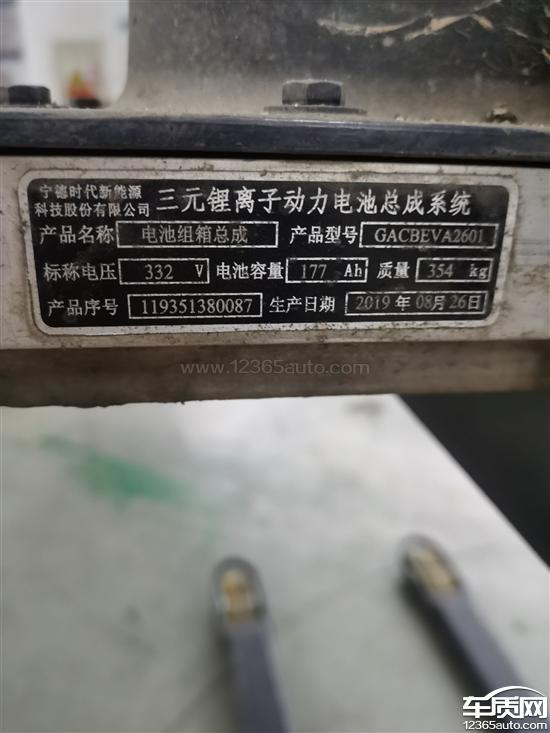 宁德时代新能源
科技股份有限公司
三元锂离子动力电池总成系统
产品名称 电池组箱总成 产品型号 GACBEVA2601
标称电压 332 V 电池容量 177 Ah 质量 354 kg
产品序号 119351380087 生产日期 2019 年 08月 26日
www.12365auto.com
车质网
12365auto.com